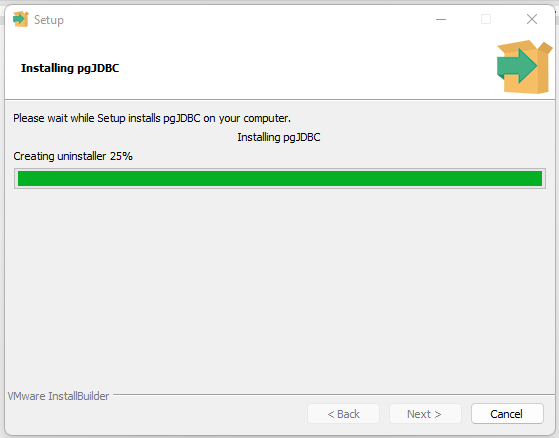 Setup
Installing pgJDBC
Please wait while Setup installs pgJDBC on your computer.
Installing pgJDBC
Creating uninstaller 25%
VMware InstallBuilder
< Back
Next >
Cancel